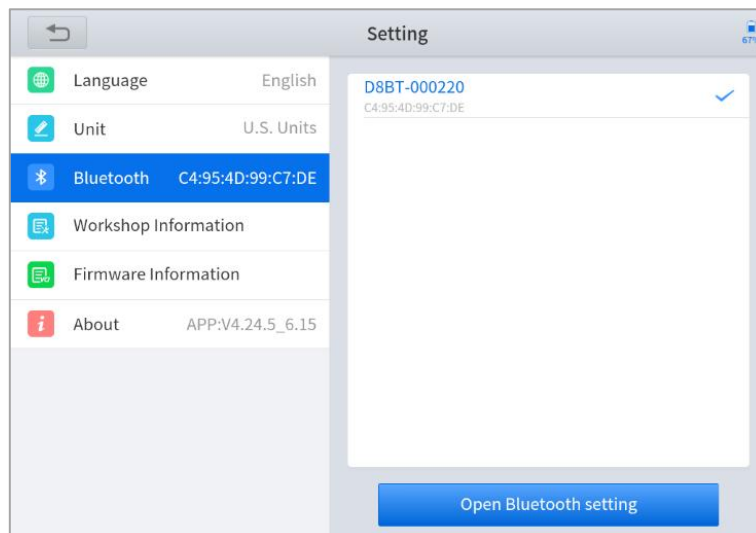 Setting
67%
Language English
Unit U.S. Units
Bluetooth C4:95:4D:99:C7:DE
Workshop Information
Firmware Information
About APP:V4.24.5_6.15
D8BT-000220
C4:95:4D:99:C7:DE
Open Bluetooth setting